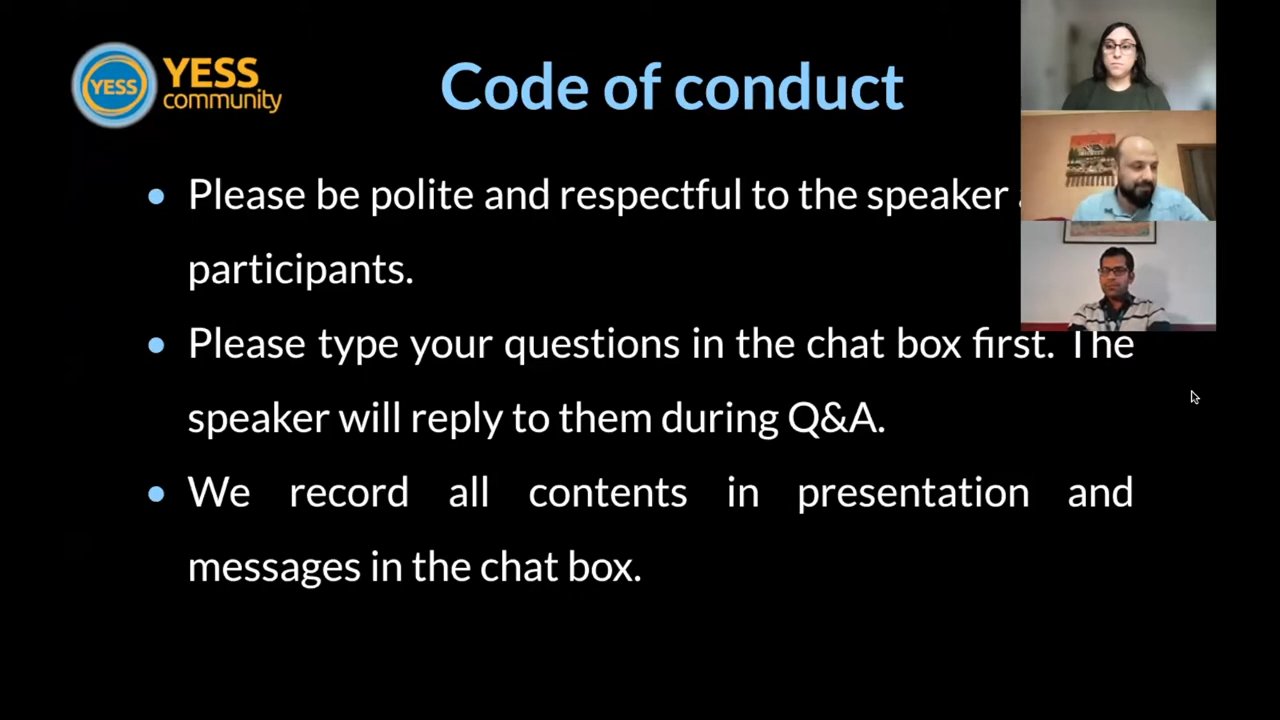 YESS
YESS
community
Code of conduct
Please be polite and respectful to the speaker
participants.
Please type your questions in the chat box first. The
speaker will reply to them during Q&A.
We record all contents in presentation and
messages in the chat box.